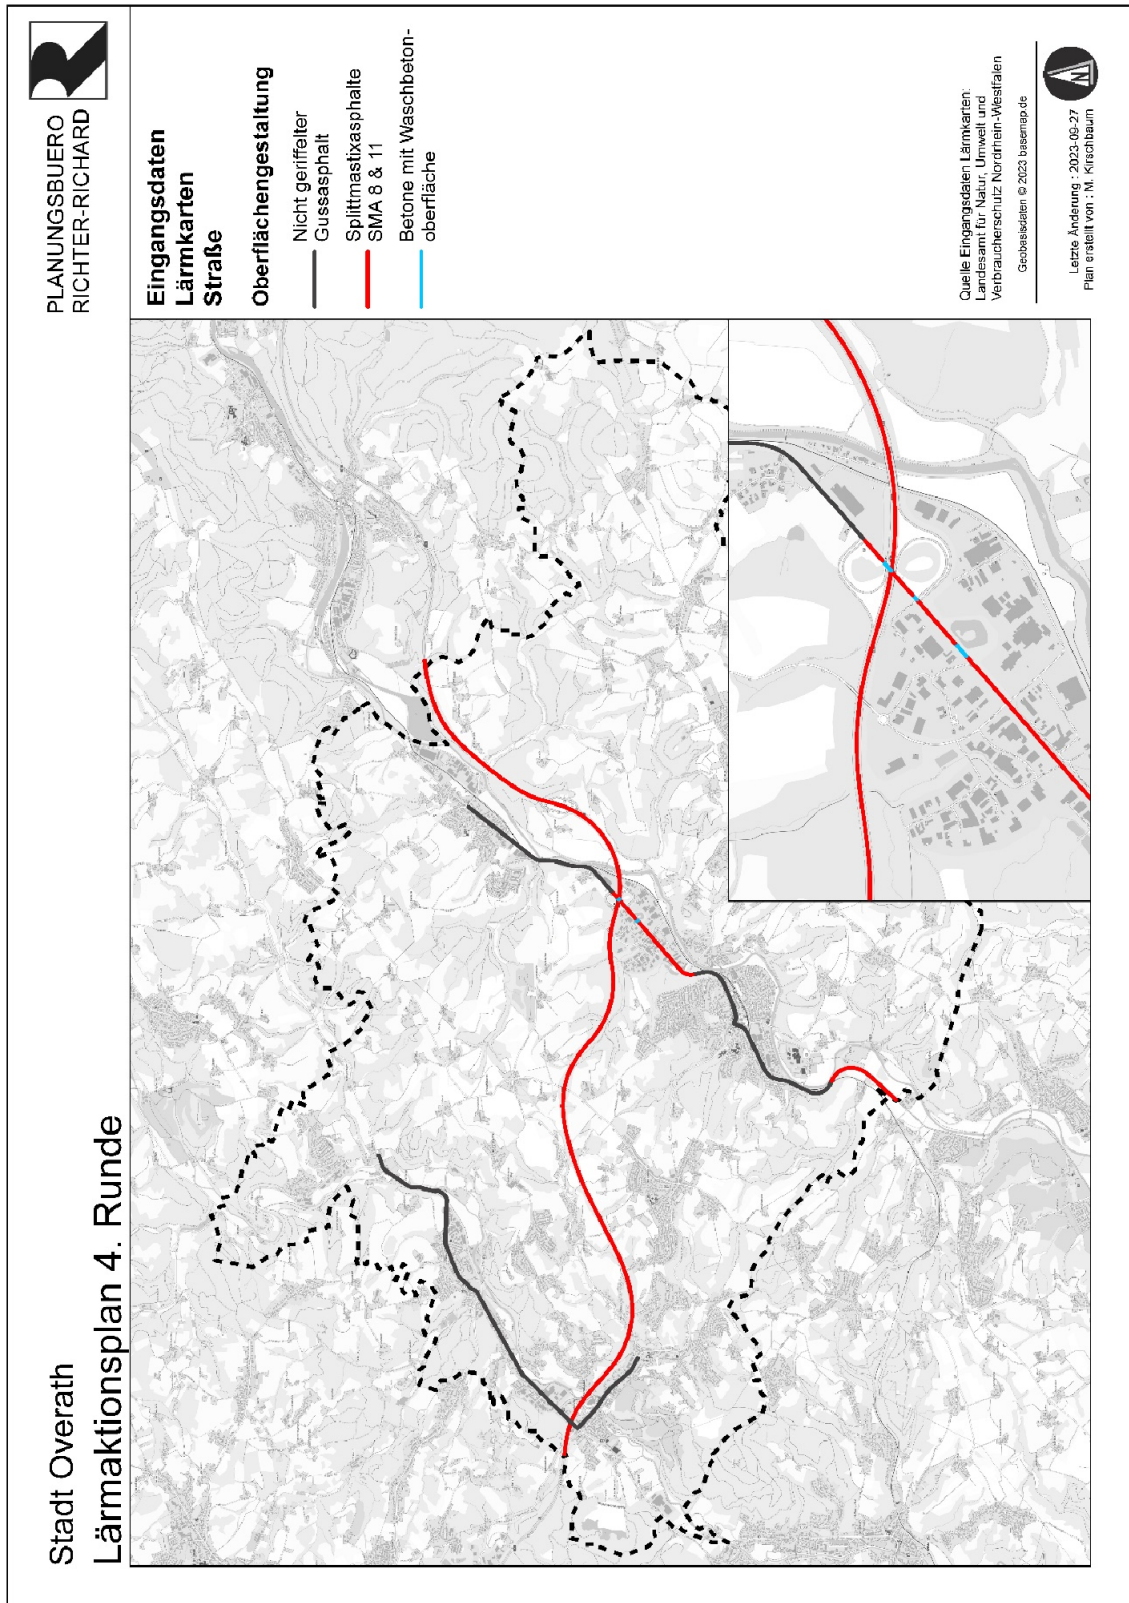 Stadt Overath
Lärmaktionsplan 4. Runde
PLANUNGSBUERO
RICHTER-RICHARD
Eingangsdaten
Lärmkarten
Straße
Oberflächengestaltung
Nicht geriffelter
Gussasphalt
Splittmastixasphalte
SMA 8 & 11
Betone mit Waschbeton-
oberfläche
Quelle Eingangsdaten Lärmkarten:
Landesamt für Natur, Umwelt und
Verbraucherschutz Nordrhein-Westfalen
Geobasisdaten © 2023 basemap.de
N
Letzte Änderung : 2023-09-27
Plan erstellt von : M. Kirschbaum